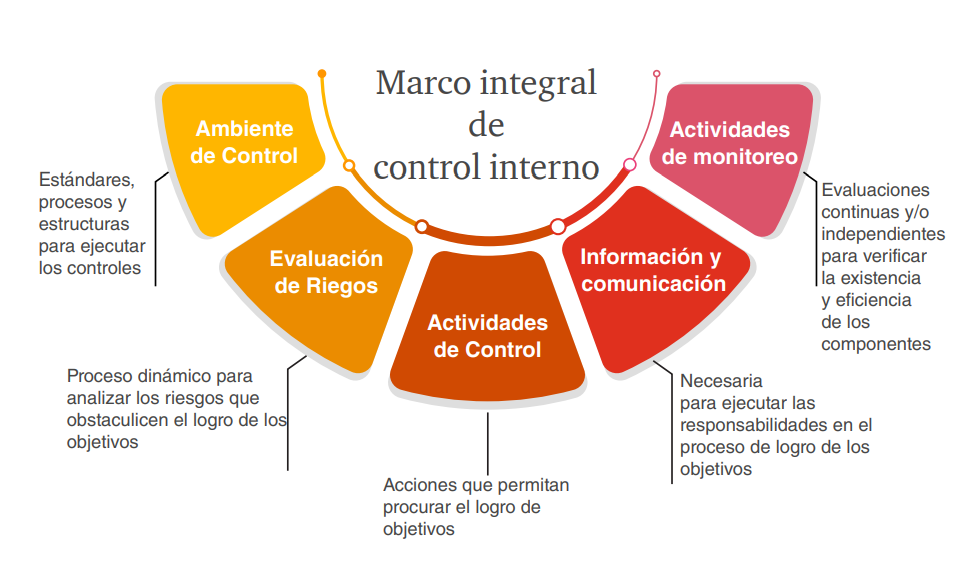 Marco integral
de
control interno
Ambiente
de Control
Estándares,
procesos y
estructuras
para ejecutar
los controles
Evaluación
de Riegos
Proceso dinámico para
analizar los riesgos que
obstaculicen el logro de los
objetivos
Actividades
de Control
Acciones que permitan
procurar el logro de
objetivos
Información y
comunicación
Necesaria
para ejecutar las
responsabilidades en el
proceso de logro de los
objetivos
Actividades
de monitoreo
Evaluaciones
continuas y/o
independientes
para verificar
la existencia
y eficiencia
de los
componentes